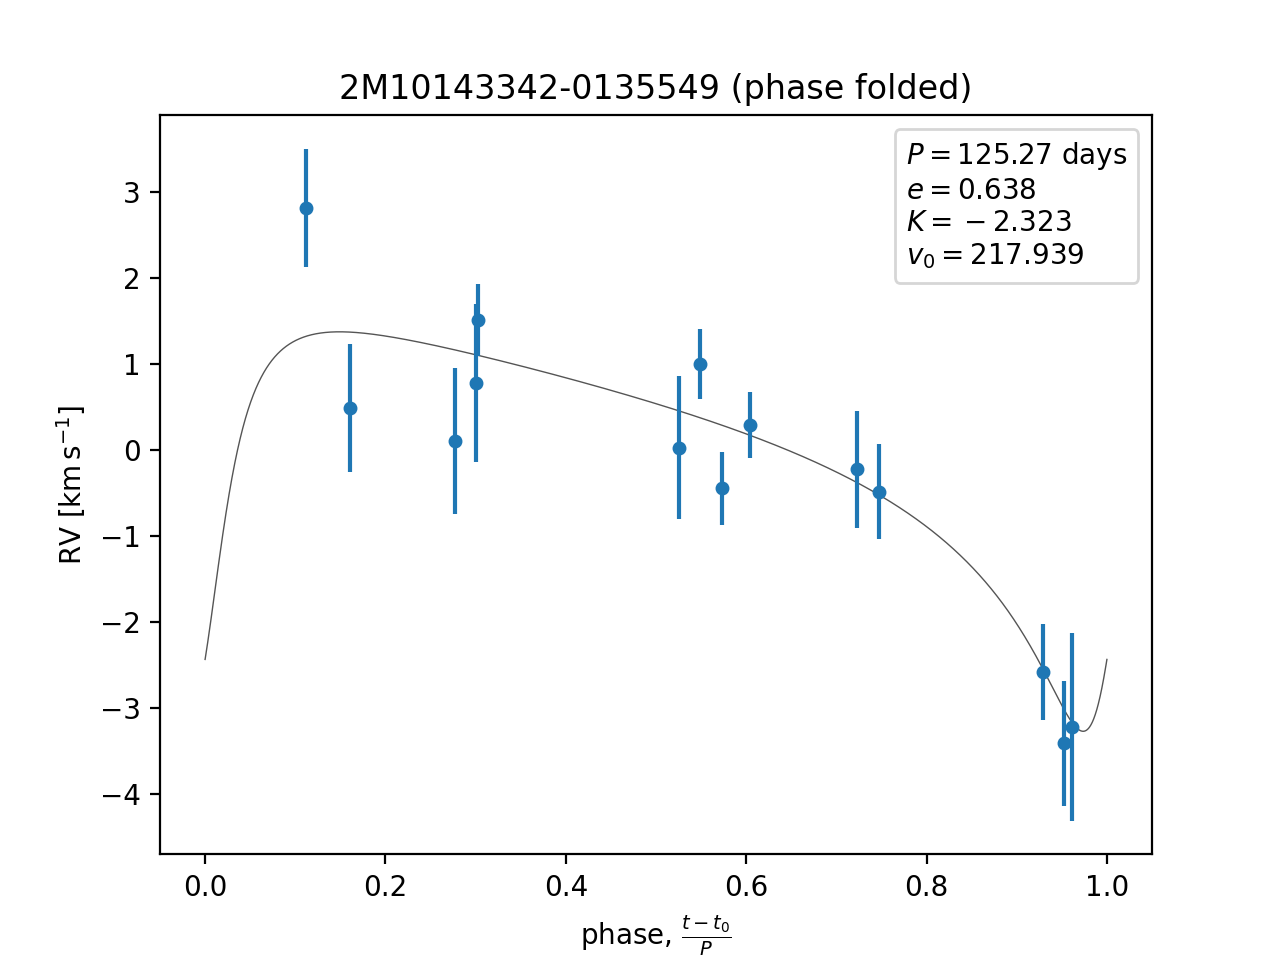 2M10143342-0135549 (phase folded)
P = 125.27 days
e = 0.638
K = −2.323
v₀ = 217.939
RV [km s⁻¹]
3
2
1
0
−1
−2
−3
−4
0.0 0.2 0.4 0.6 0.8 1.0
phase, (t − t₀)/P